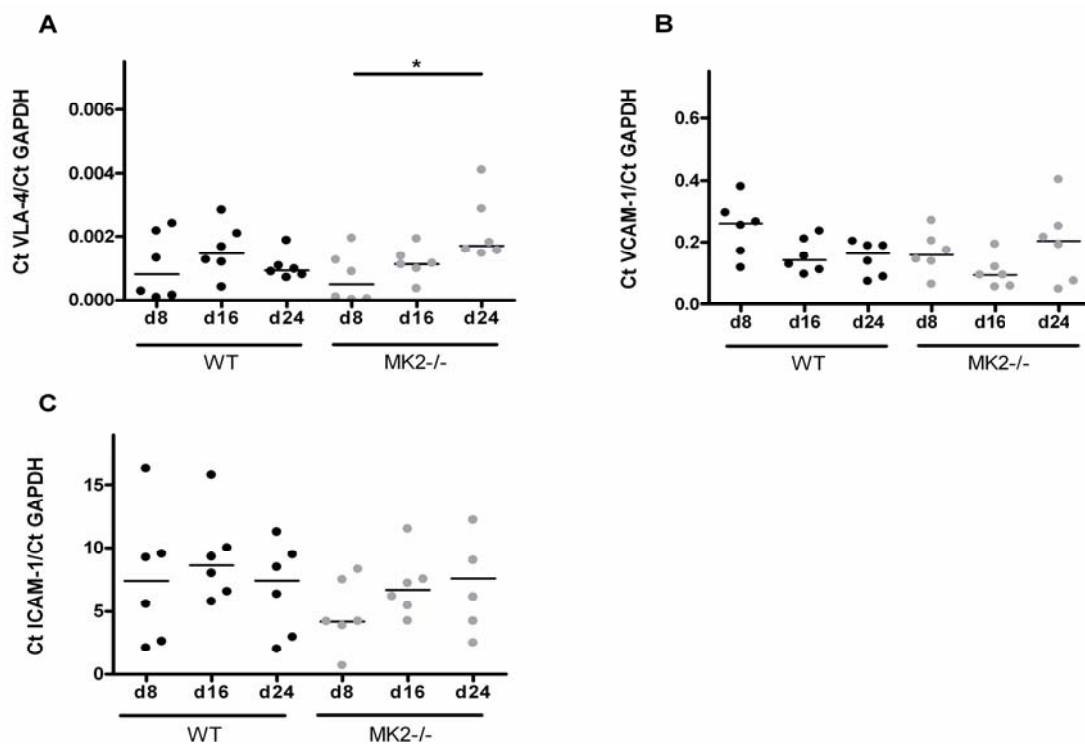 A
Ct VLA-4/Ct GAPDH
0.006
0.004
0.002
0.000
*
d8 d16 d24 d8 d16 d24
WT MK2-/-
B
Ct VCAM-1/Ct GAPDH
0.6
0.4
0.2
0.0
d8 d16 d24 d8 d16 d24
WT MK2-/-
C
Ct ICAM-1/Ct GAPDH
15
10
5
0
d8 d16 d24 d8 d16 d24
WT MK2-/-